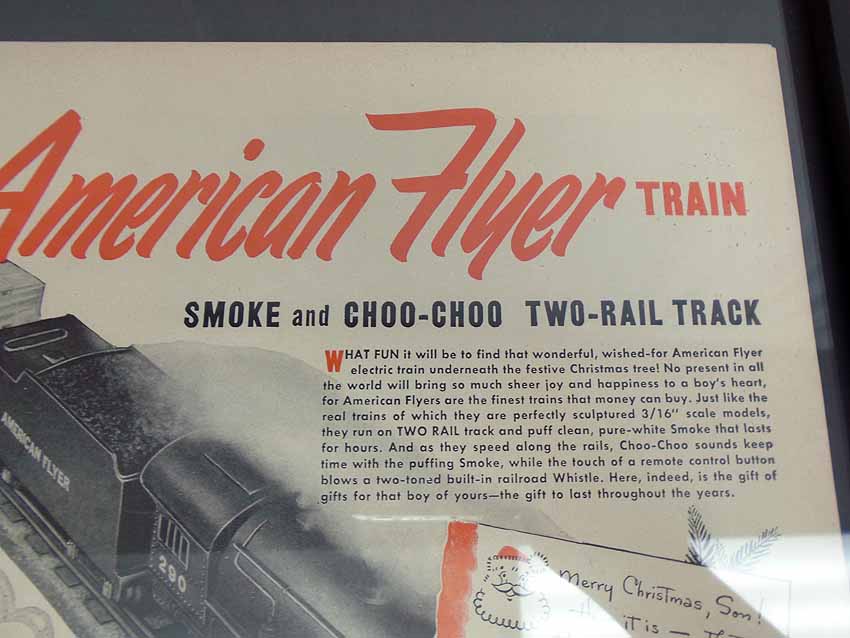 American Flyer TRAIN
SMOKE and CHOO-CHOO TWO-RAIL TRACK
WHAT FUN it will be to find that wonderful, wished-for American Flyer
electric train underneath the festive Christmas tree! No present in all
the world will bring so much sheer joy and happiness to a boy's heart,
for American Flyers are the finest trains that money can buy. Just like the
real trains of which they are perfectly sculptured 3/16" scale models,
they run on TWO RAIL track and puff clean, pure-white Smoke that lasts
for hours. And as they speed along the rails, Choo-Choo sounds keep
time with the puffing Smoke, while the touch of a remote control button
blows a two-toned built-in railroad Whistle. Here, indeed, is the gift of
gifts for that boy of yours—the gift to last throughout the years.
AMERICAN FLYER
290
Merry Christmas, Son!
it is —